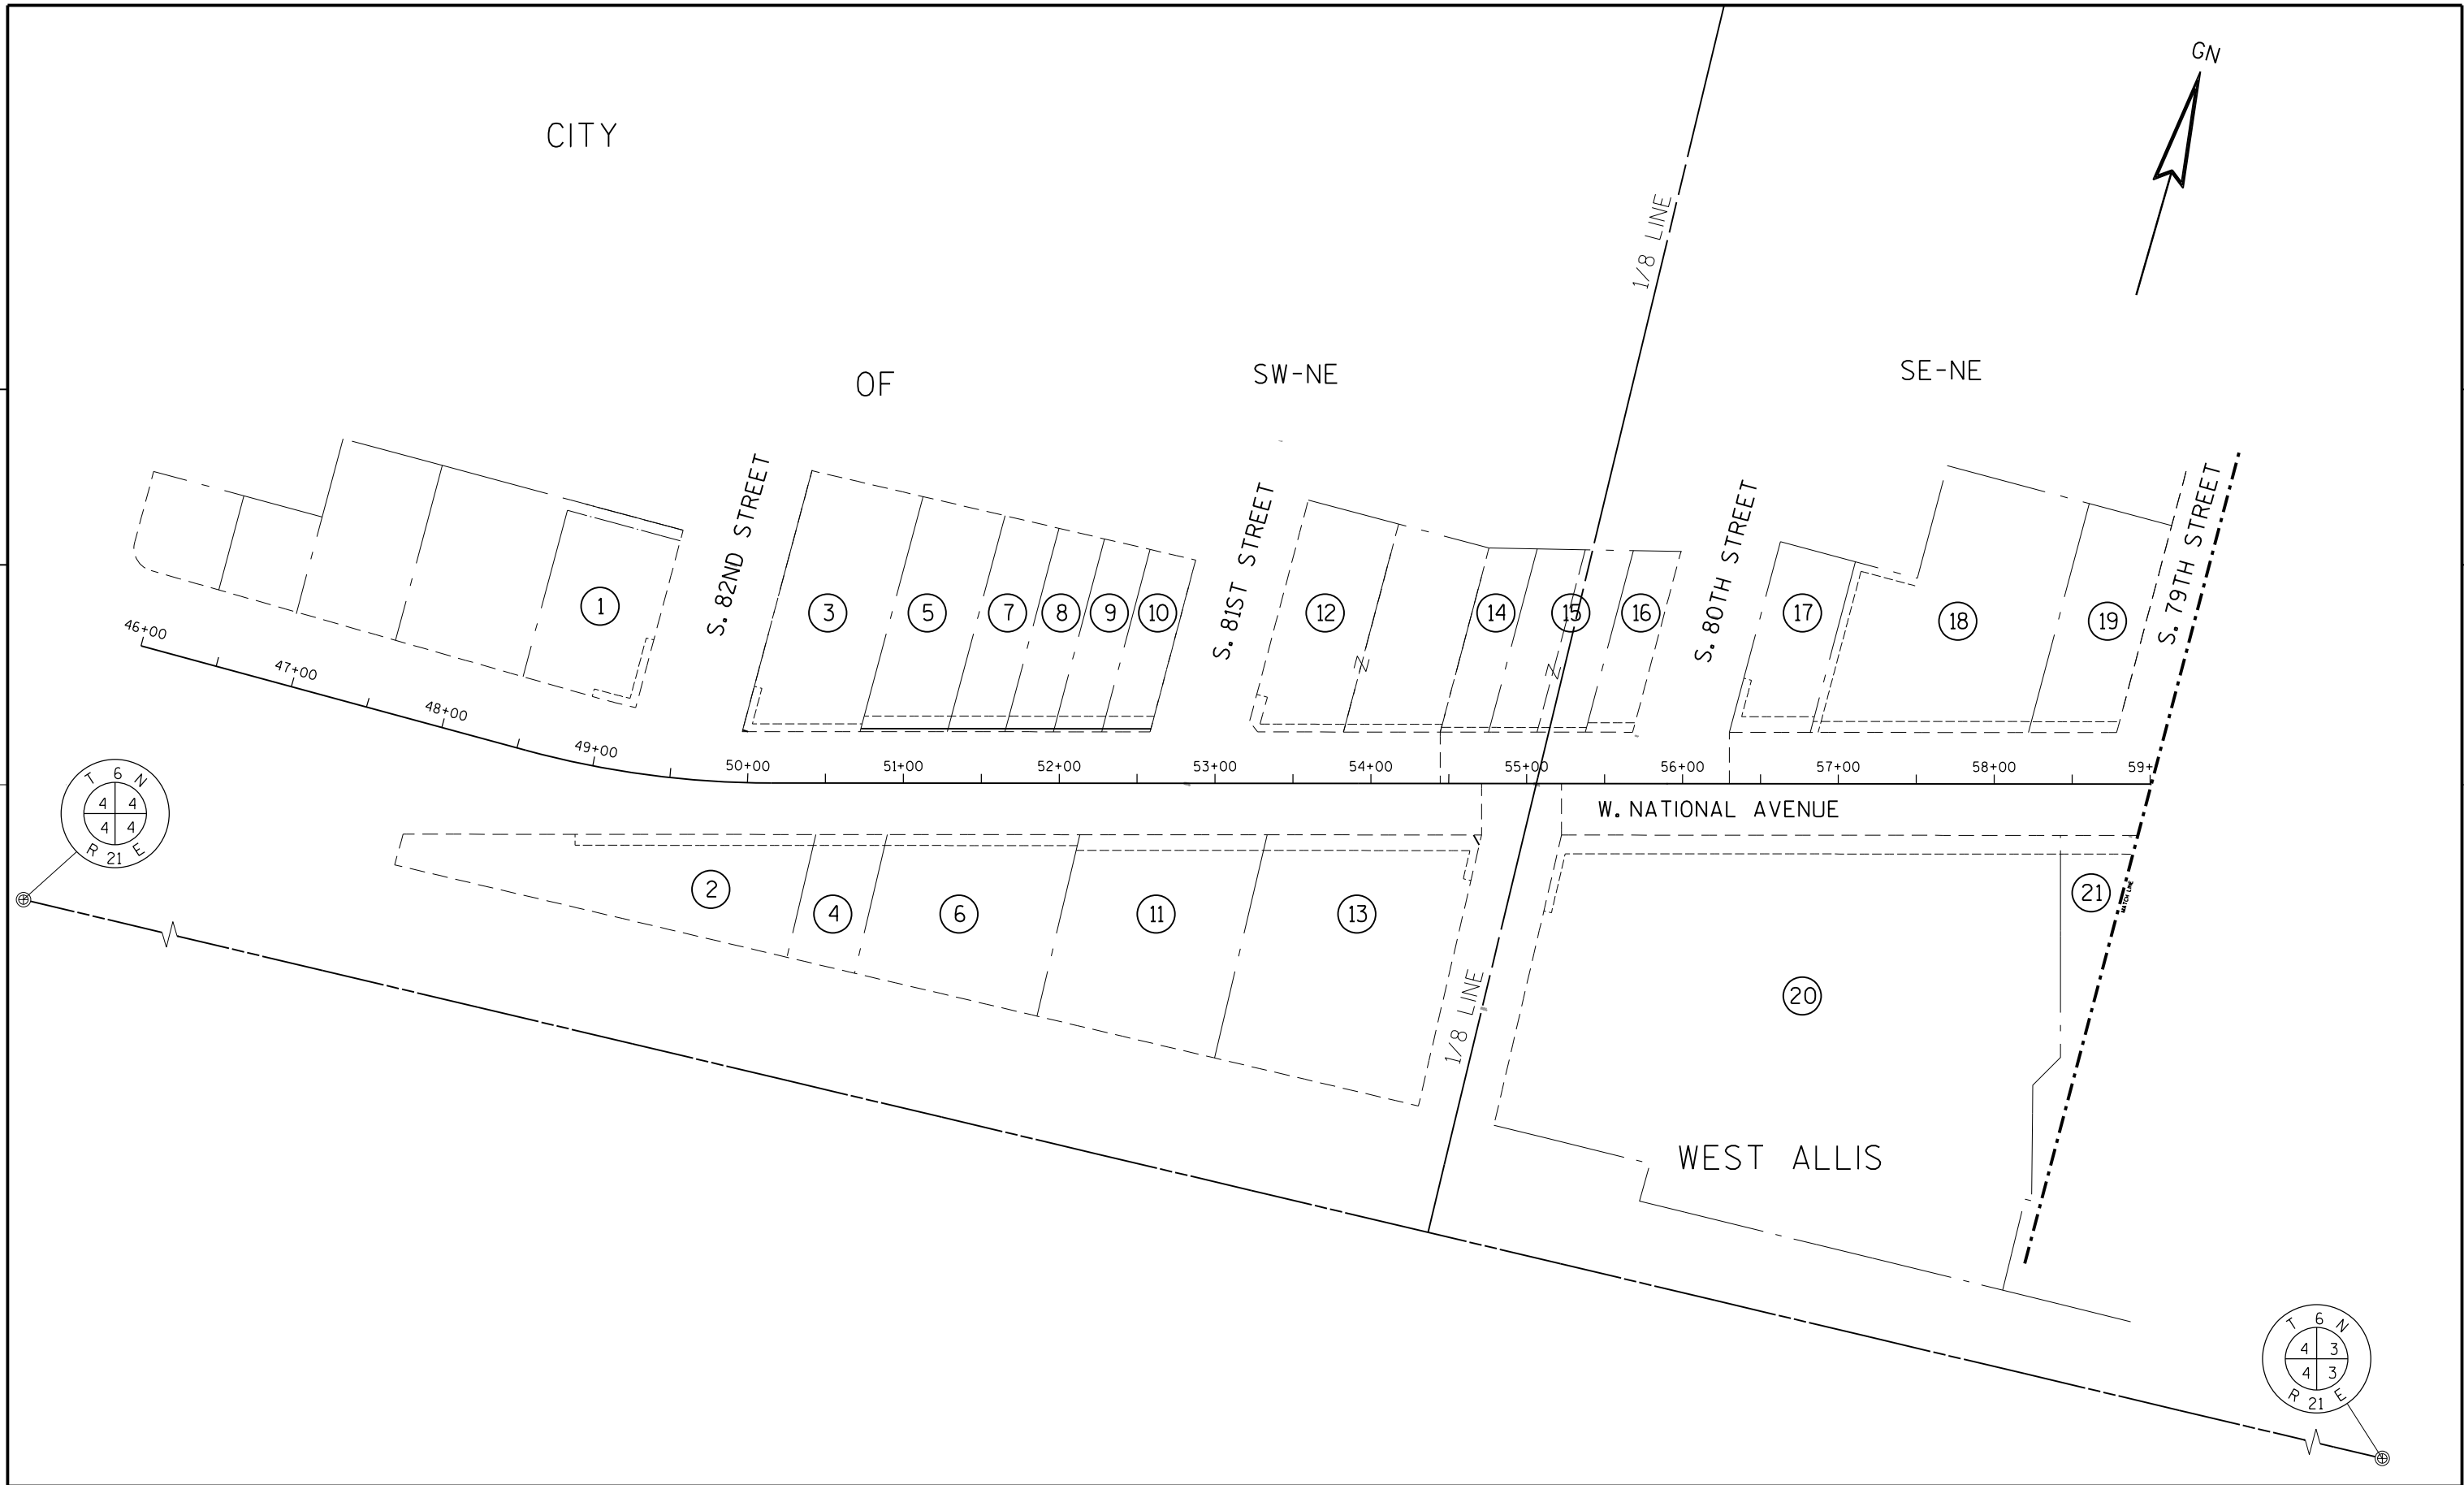 GN
CITY
1/8 LINE
OF
SW-NE
SE-NE
S. 82ND STREET
S. 81ST STREET
S. 80TH STREET
S. 79TH STREET
1
3
5
7
8
9
10
12
14
15
16
17
18
19
46+00
47+00
48+00
49+00
50+00
51+00
52+00
53+00
54+00
55+00
56+00
57+00
58+00
59+
W. NATIONAL AVENUE
T 6 N
4 4
4 4
R 21 E
2
4
6
11
13
20
21
MATCH LINE
1/8 LINE
WEST ALLIS
T 6 N
4 3
4 3
R 21 E
N
N